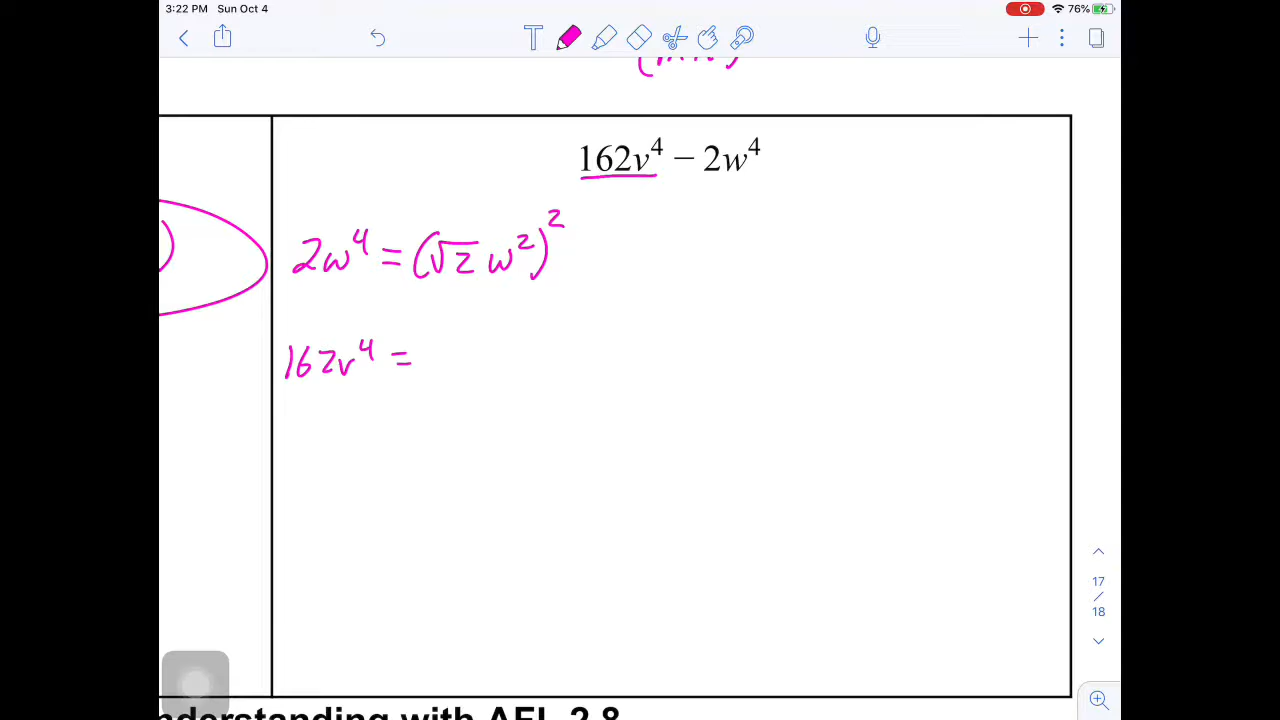 3:22 PM Sun Oct 4 76%
T
162v⁴ − 2w⁴
2w⁴ = (√2 w²)²
162v⁴ =
17
/
18
nderstanding with AFL 2.8